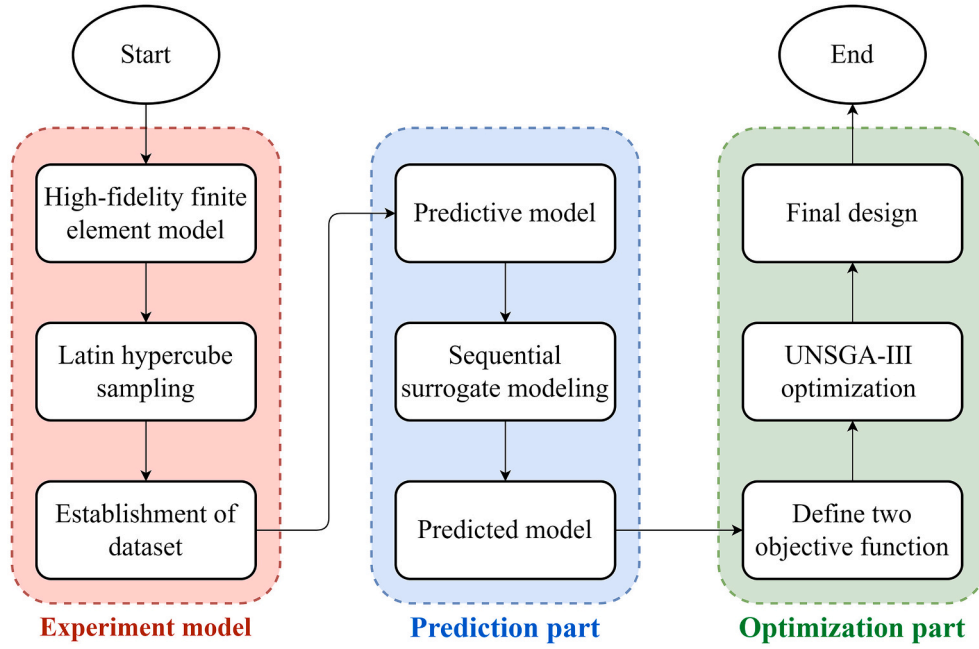 Start
High-fidelity finite
element model
Latin hypercube
sampling
Establishment of
dataset
Experiment model
Predictive model
Sequential
surrogate modeling
Predicted model
Prediction part
End
Final design
UNSGA-III
optimization
Define two
objective function
Optimization part